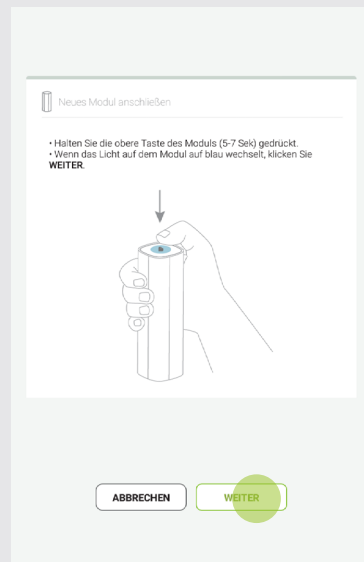 Neues Modul anschließen
• Halten Sie die obere Taste des Moduls (5-7 Sek) gedrückt.
• Wenn das Licht auf dem Modul auf blau wechselt, klicken Sie
WEITER.
ABBRECHEN
WEITER